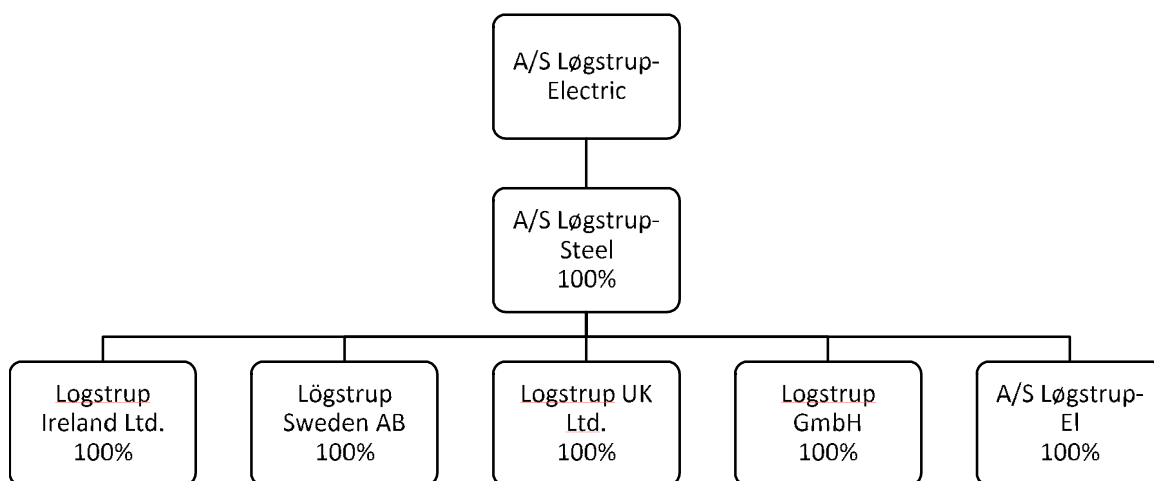 A/S Løgstrup-
Electric
A/S Løgstrup-
Steel
100%
Logstrup
Ireland Ltd.
100%
Lögstrup
Sweden AB
100%
Logstrup UK
Ltd.
100%
Logstrup
GmbH
100%
A/S Løgstrup-
El
100%